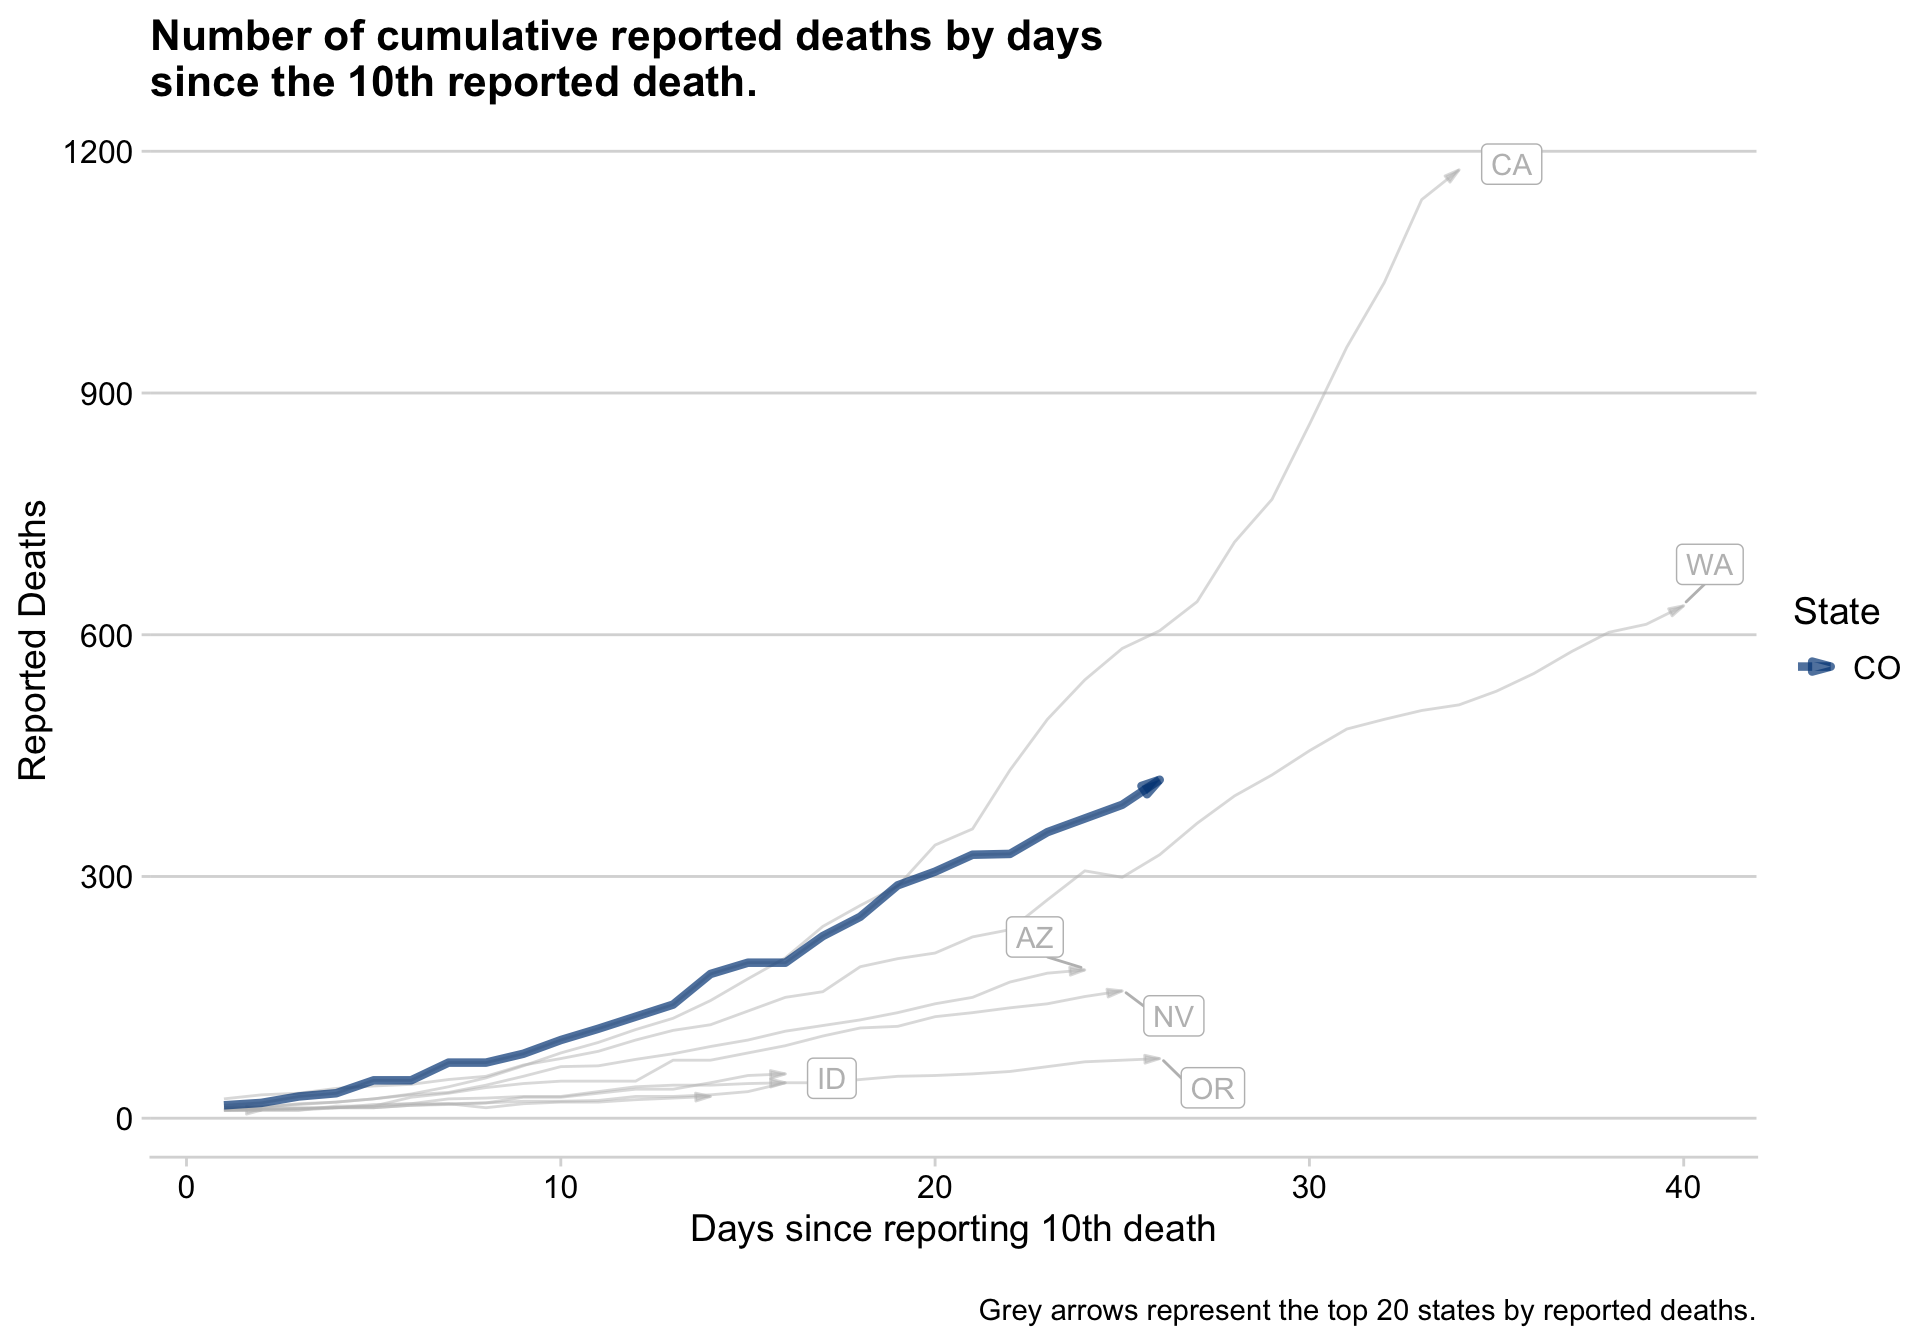 Number of cumulative reported deaths by days
since the 10th reported death.
1200
900
600
300
0
Reported Deaths
CA
WA
AZ
NV
ID
OR
State
CO
0
10
20
30
40
Days since reporting 10th death
Grey arrows represent the top 20 states by reported deaths.